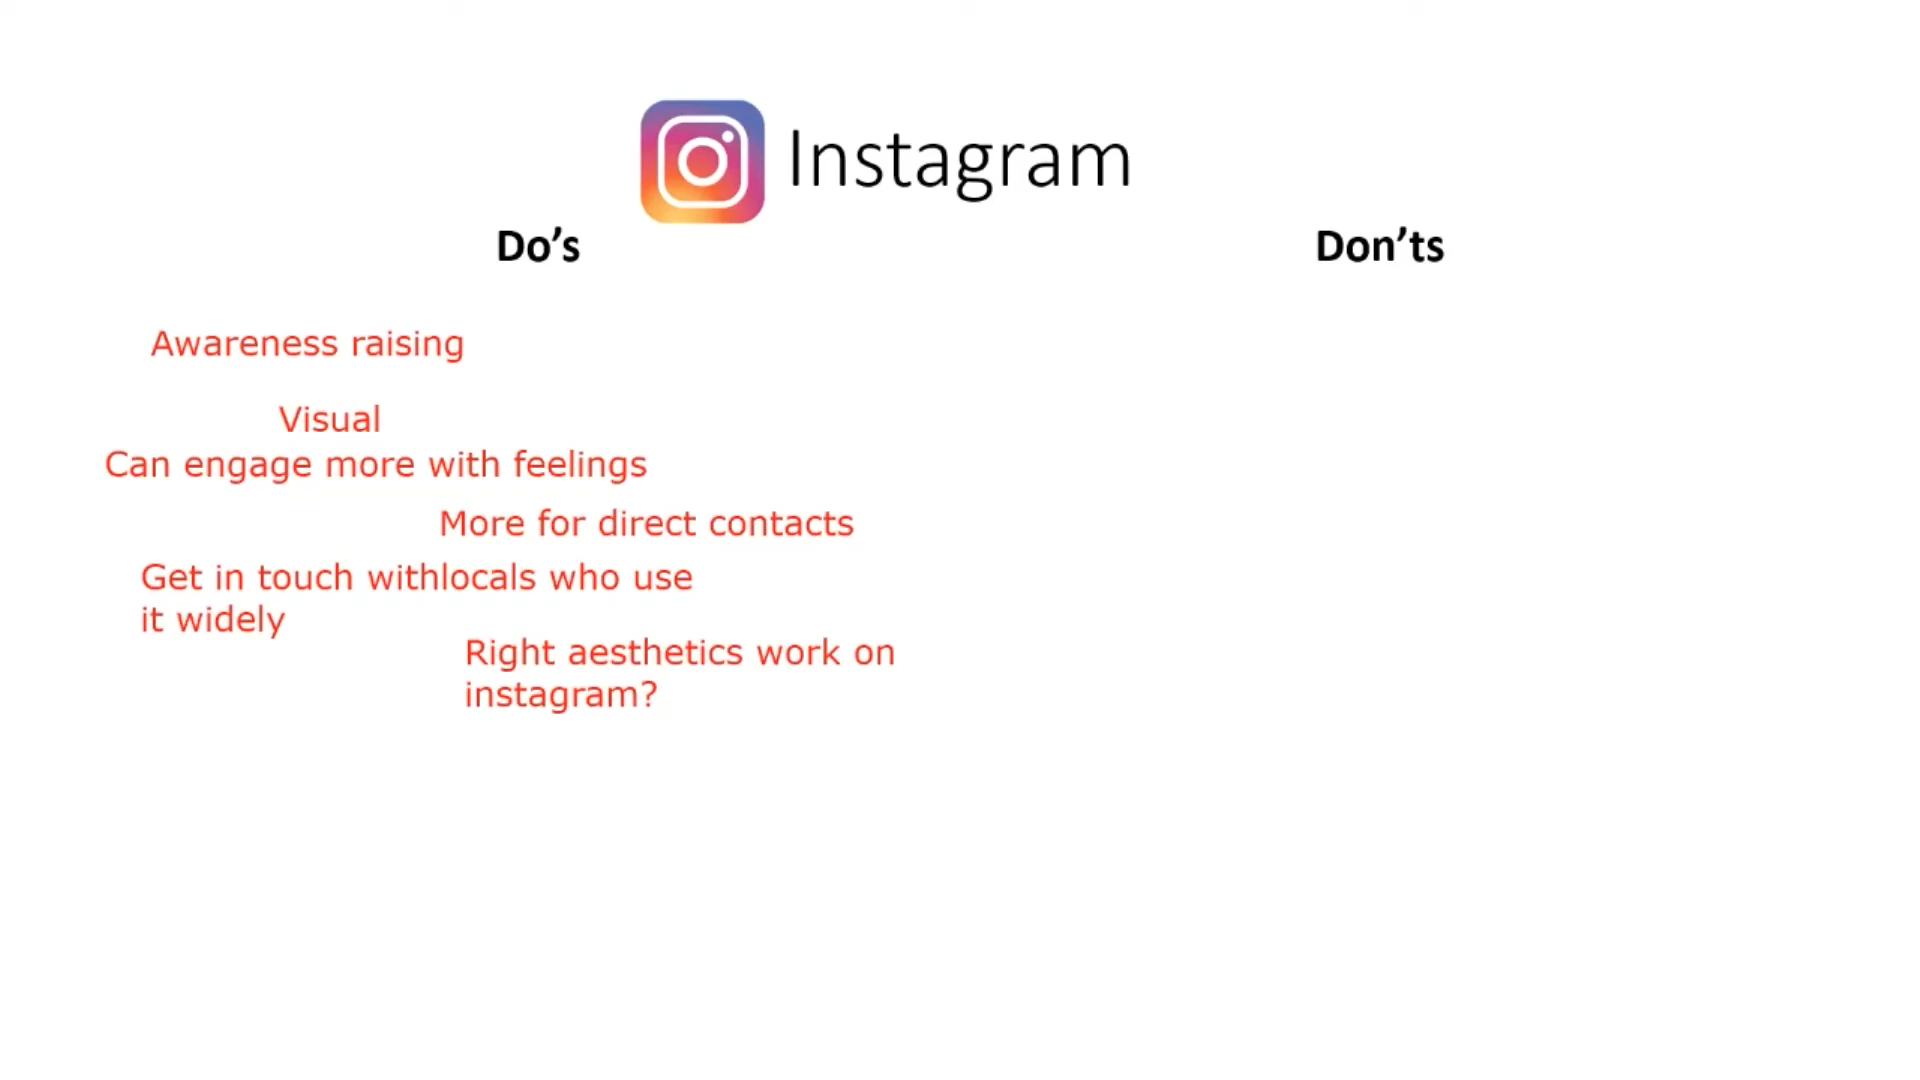 Instagram
Do’s
Don’ts
Awareness raising
Visual
Can engage more with feelings
More for direct contacts
Get in touch withlocals who use
it widely
Right aesthetics work on
instagram?